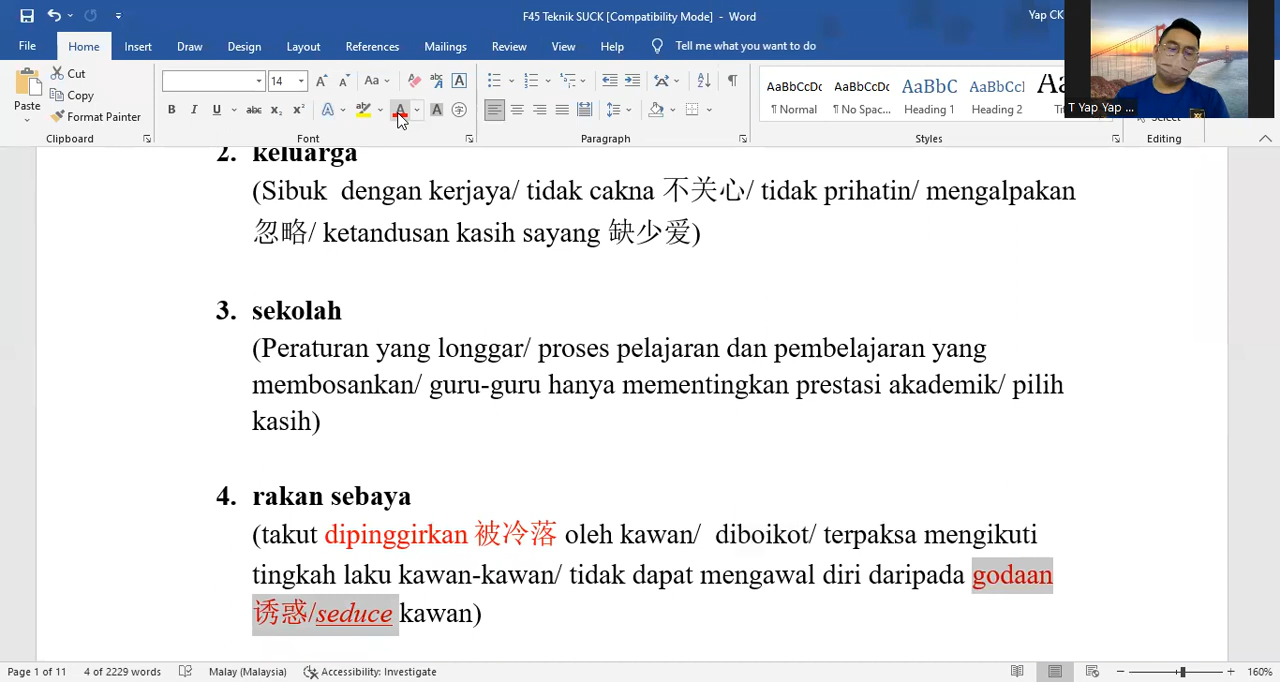 F45 Teknik SUCK [Compatibility Mode] - Word
Yap CK
File Home Insert Draw Design Layout References Mailings Review View Help Tell me what you want to do
Paste
Cut
Copy
Format Painter
14
AaBbCcDc AaBbCcDc AaBbC AaBbCcI
¶ Normal ¶ No Spac... Heading 1 Heading 2
T Yap Yap ...
Clipboard Font Paragraph Styles Editing
2. keluarga
(Sibuk dengan kerjaya/ tidak cakna 不关心/ tidak prihatin/ mengalpakan
忽略/ ketandusan kasih sayang 缺少爱)
3. sekolah
(Peraturan yang longgar/ proses pelajaran dan pembelajaran yang
membosankan/ guru-guru hanya mementingkan prestasi akademik/ pilih
kasih)
4. rakan sebaya
(takut dipinggirkan 被冷落 oleh kawan/ diboikot/ terpaksa mengikuti
tingkah laku kawan-kawan/ tidak dapat mengawal diri daripada godaan
诱惑/seduce kawan)
Page 1 of 11 4 of 2229 words Malay (Malaysia) Accessibility: Investigate 160%